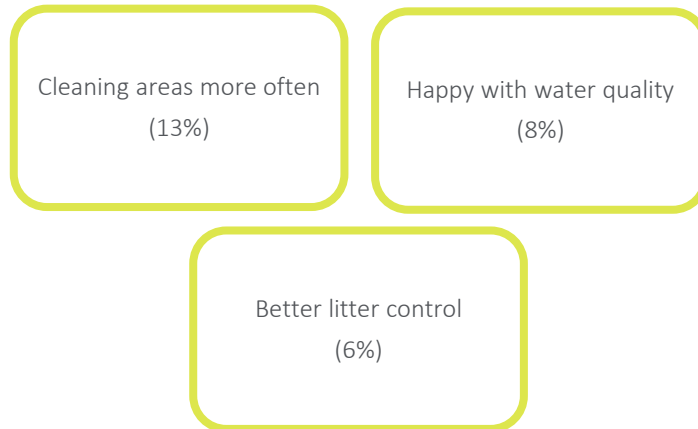 Cleaning areas more often
(13%)
Happy with water quality
(8%)
Better litter control
(6%)